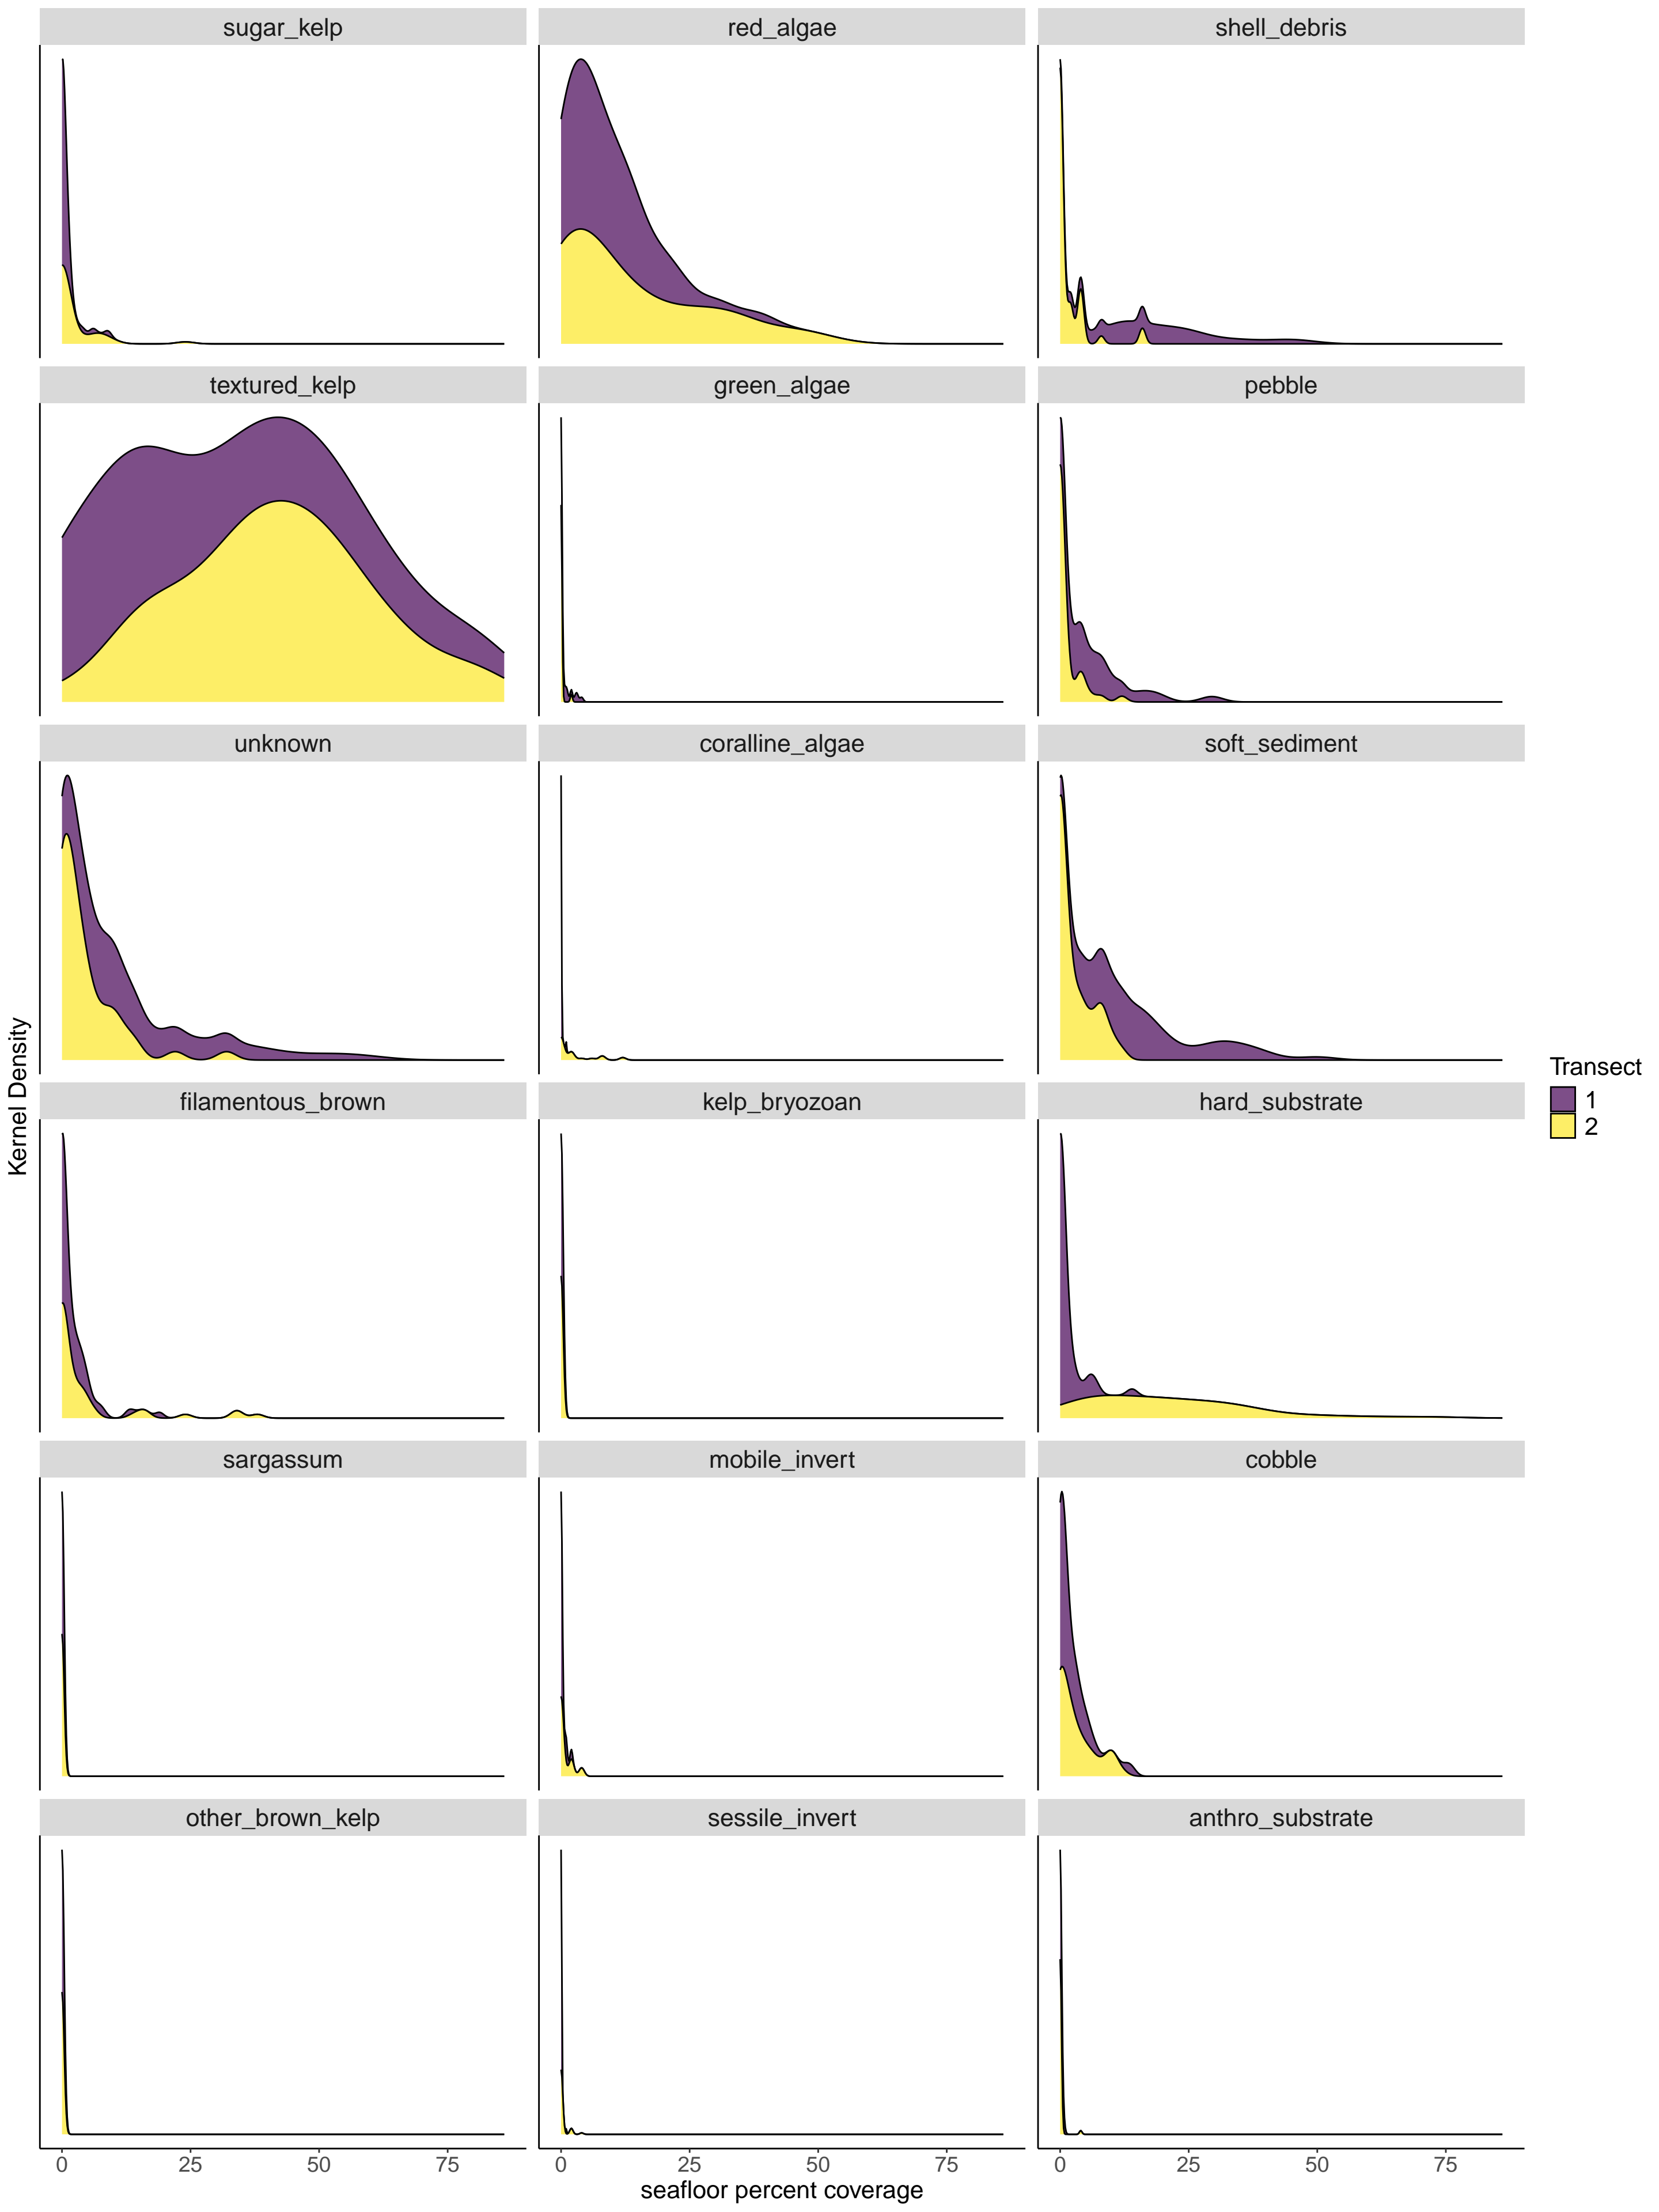 sugar_kelp
red_algae
shell_debris
textured_kelp
green_algae
pebble
unknown
coralline_algae
soft_sediment
filamentous_brown
kelp_bryozoan
hard_substrate
sargassum
mobile_invert
cobble
other_brown_kelp
sessile_invert
anthro_substrate
Kernel Density
0 25 50 75
0 25 50 75
0 25 50 75
seafloor percent coverage
Transect
1
2